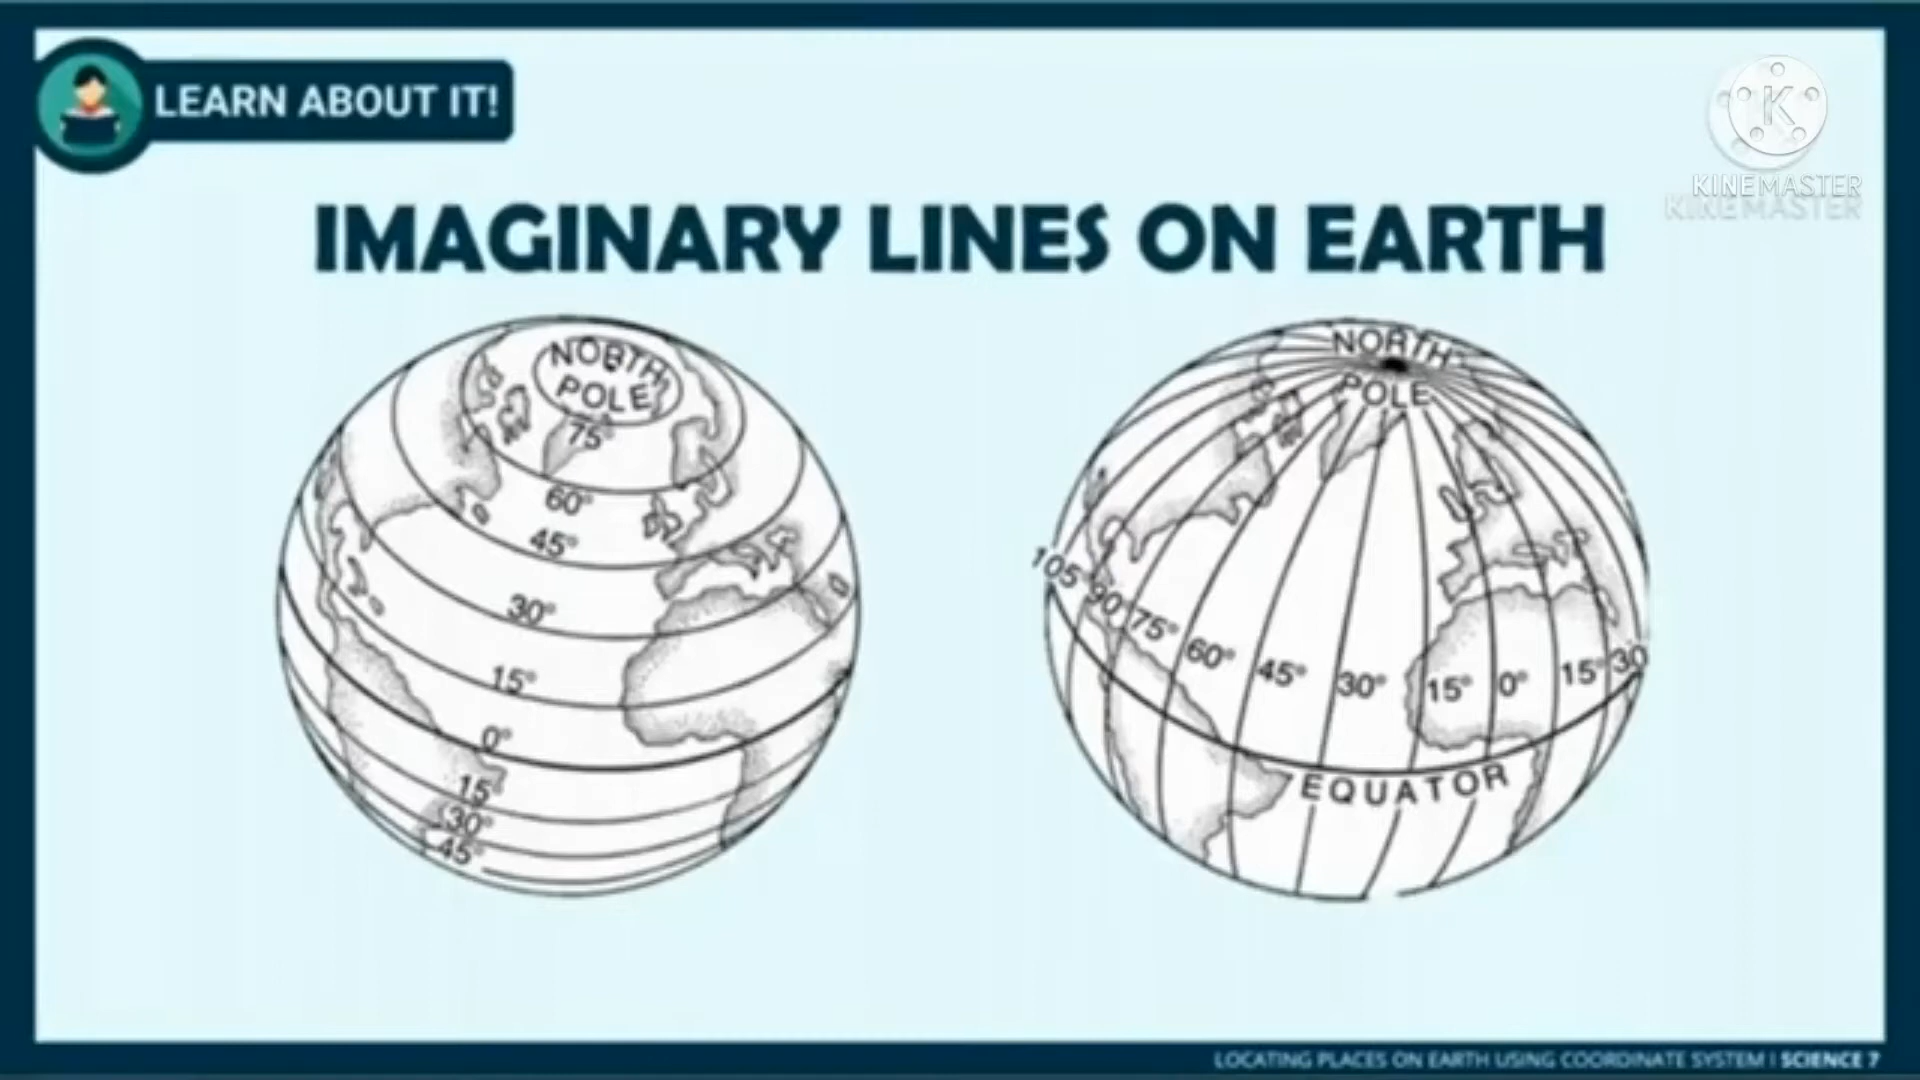 LEARN ABOUT IT!
K
KINEMASTER
KINEMASTER
IMAGINARY LINES ON EARTH
NORTH
POLE
75°
60°
45°
30°
15°
0°
15°
30°
45°
NORTH
POLE
105° 90° 75° 60° 45° 30° 15° 0° 15° 30
EQUATOR
LOCATING PLACES ON EARTH USING COORDINATE SYSTEM | SCIENCE 7